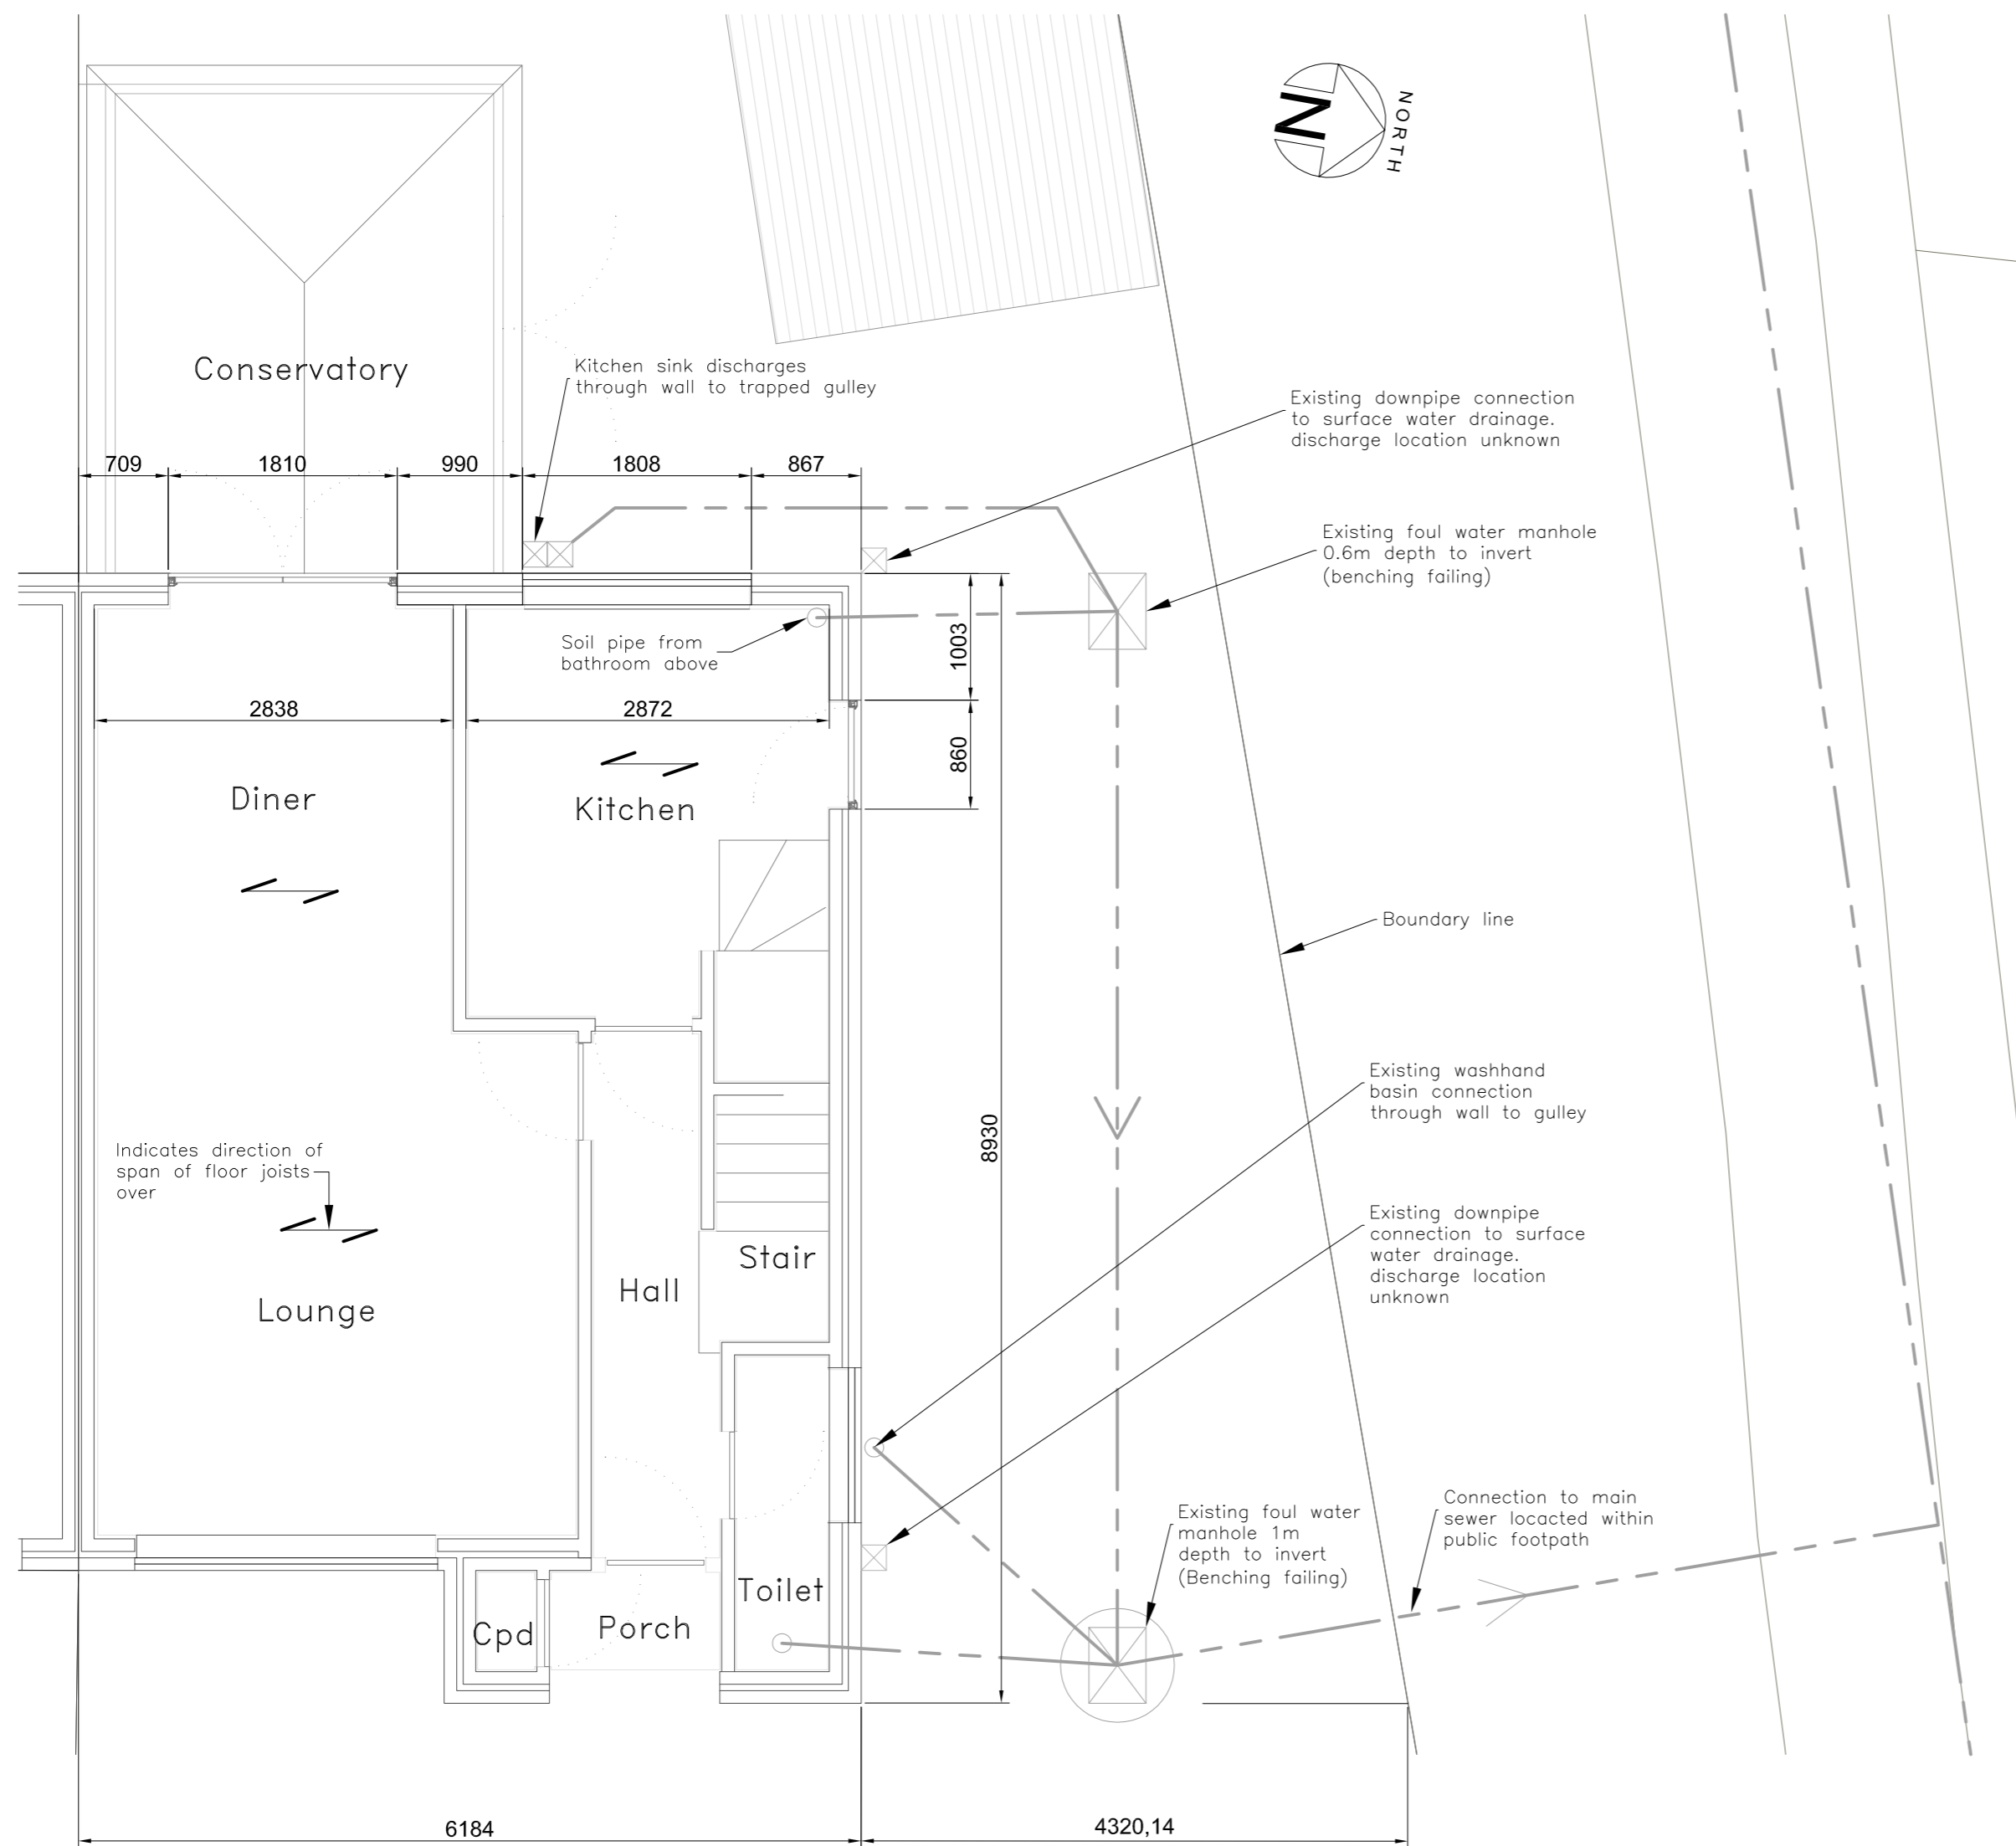 N
NORTH
Conservatory
Kitchen sink discharges
through wall to trapped gulley
Existing downpipe connection
to surface water drainage.
discharge location unknown
709
1810
990
1808
867
Existing foul water manhole
0.6m depth to invert
(benching failing)
Soil pipe from
bathroom above
1003
2838
2872
860
Diner
Kitchen
Boundary line
Existing washhand
basin connection
through wall to gulley
8930
Indicates direction of
span of floor joists
over
Existing downpipe
connection to surface
water drainage.
discharge location
unknown
Stair
Hall
Lounge
Existing foul water
manhole 1m
depth to invert
(Benching failing)
Connection to main
sewer locacted within
public footpath
Toilet
Cpd
Porch
6184
4320,14